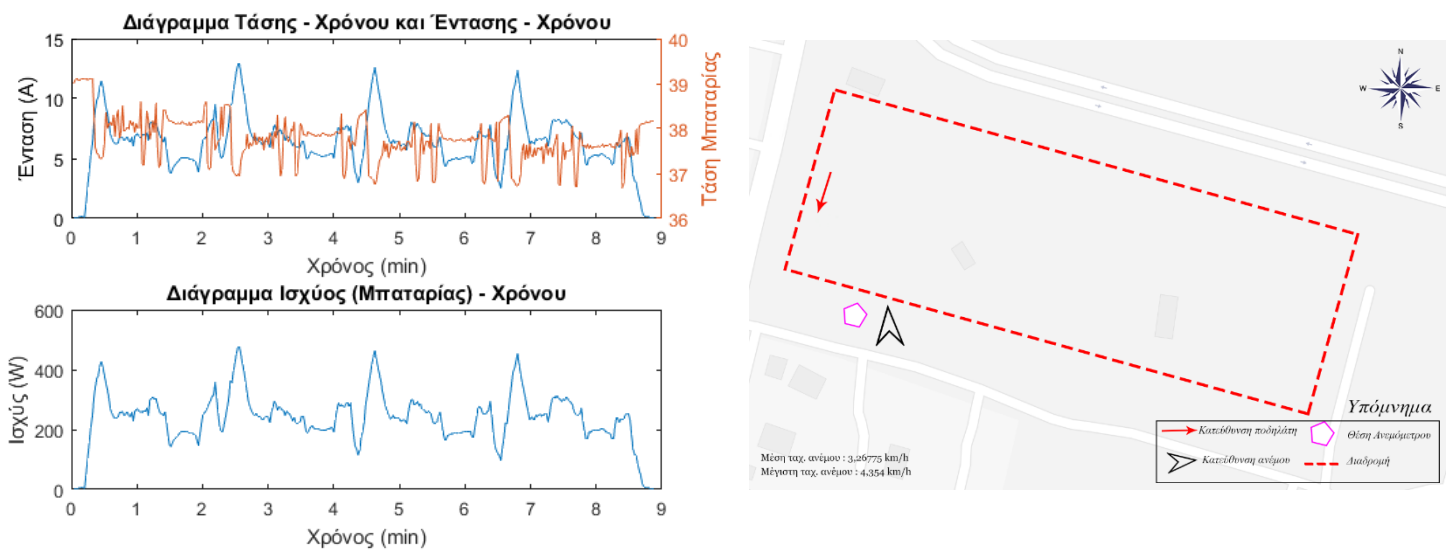 Διάγραμμα Τάσης - Χρόνου και Έντασης - Χρόνου
15
10
5
0
Ένταση (Α)
40
39
38
37
36
Τάση Μπαταρίας
0 1 2 3 4 5 6 7 8 9
Χρόνος (min)
Διάγραμμα Ισχύος (Μπαταρίας) - Χρόνου
600
400
200
0
Ισχύς (W)
0 1 2 3 4 5 6 7 8 9
Χρόνος (min)
N
W E
S
Μέση ταχ. ανέμου : 3,26775 km/h
Μέγιστη ταχ. ανέμου : 4,354 km/h
Υπόμνημα
Κατεύθυνση ποδηλάτη
Θέση Ανεμόμετρου
Κατεύθυνση ανέμου
Διαδρομή